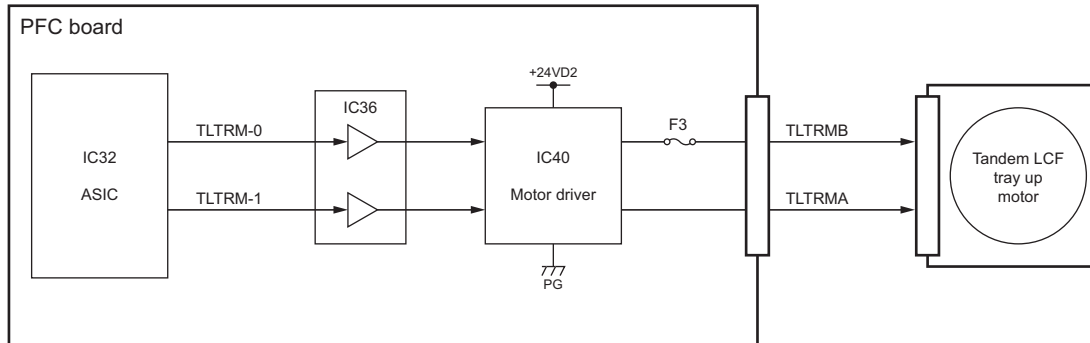 PFC board
+24VD2
IC36
F3
TLTRM-0
TLTRMB
IC32
ASIC
IC40
Motor driver
Tandem LCF
tray up
motor
TLTRM-1
TLTRMA
PG